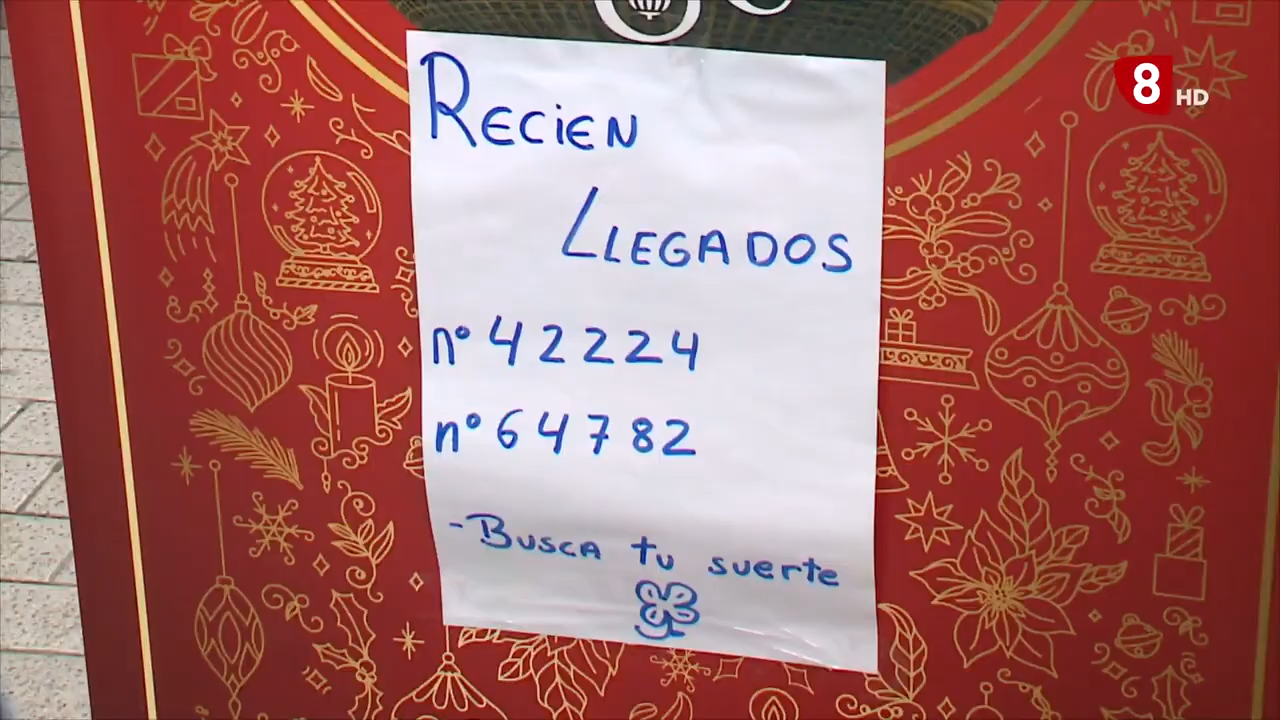 8 HD
RECIEN
LLEGADOS
nº 42224
nº 64782
- BUSCA tu suerte